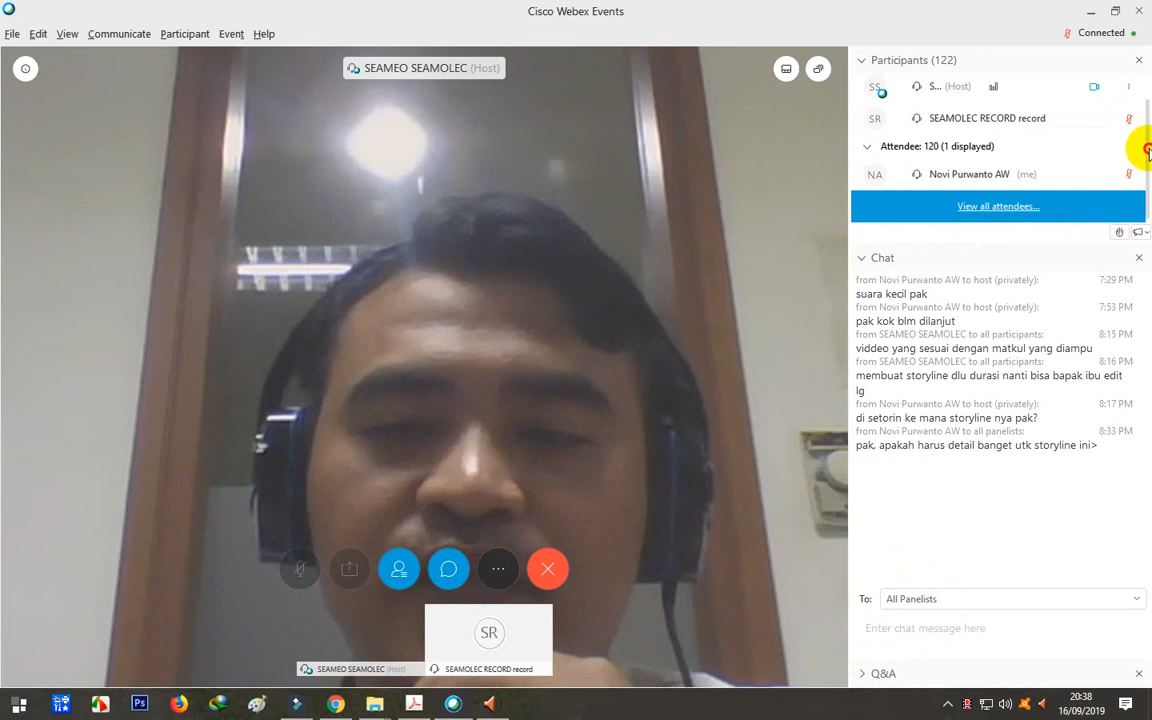 Cisco Webex Events
File Edit View Communicate Participant Event Help
Connected
SEAMEO SEAMOLEC (Host)
Participants (122)
SS S... (Host)
SR SEAMOLEC RECORD record
Attendee: 120 (1 displayed)
NA Novi Purwanto AW (me)
View all attendees...
Chat
from Novi Purwanto AW to host (privately): 7:29 PM
suara kecil pak
from Novi Purwanto AW to host (privately): 7:53 PM
pak kok blm dilanjut
from SEAMEO SEAMOLEC to all participants: 8:15 PM
viddeo yang sesuai dengan matkul yang diampu
from SEAMEO SEAMOLEC to all participants: 8:16 PM
membuat storyline dlu durasi nanti bisa bapak ibu edit
lg
from Novi Purwanto AW to host (privately): 8:17 PM
di setorin ke mana storyline nya pak?
from Novi Purwanto AW to all panelists: 8:33 PM
pak, apakah harus detail banget utk storyline ini>
To: All Panelists
Enter chat message here
Q&A
SR
SEAMEO SEAMOLEC (Host)
SEAMOLEC RECORD record
Ps
20:38
16/09/2019